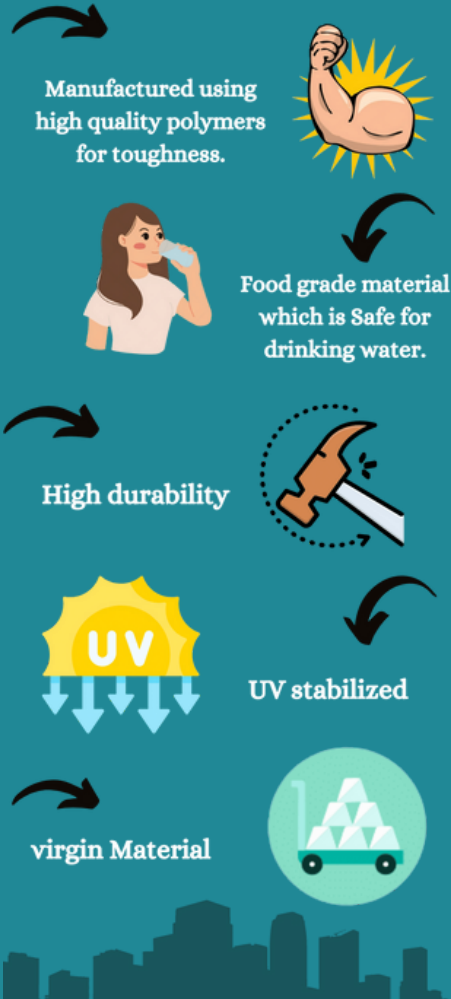 Manufactured using
high quality polymers
for toughness.
Food grade material
which is Safe for
drinking water.
High durability
UV
UV stabilized
virgin Material